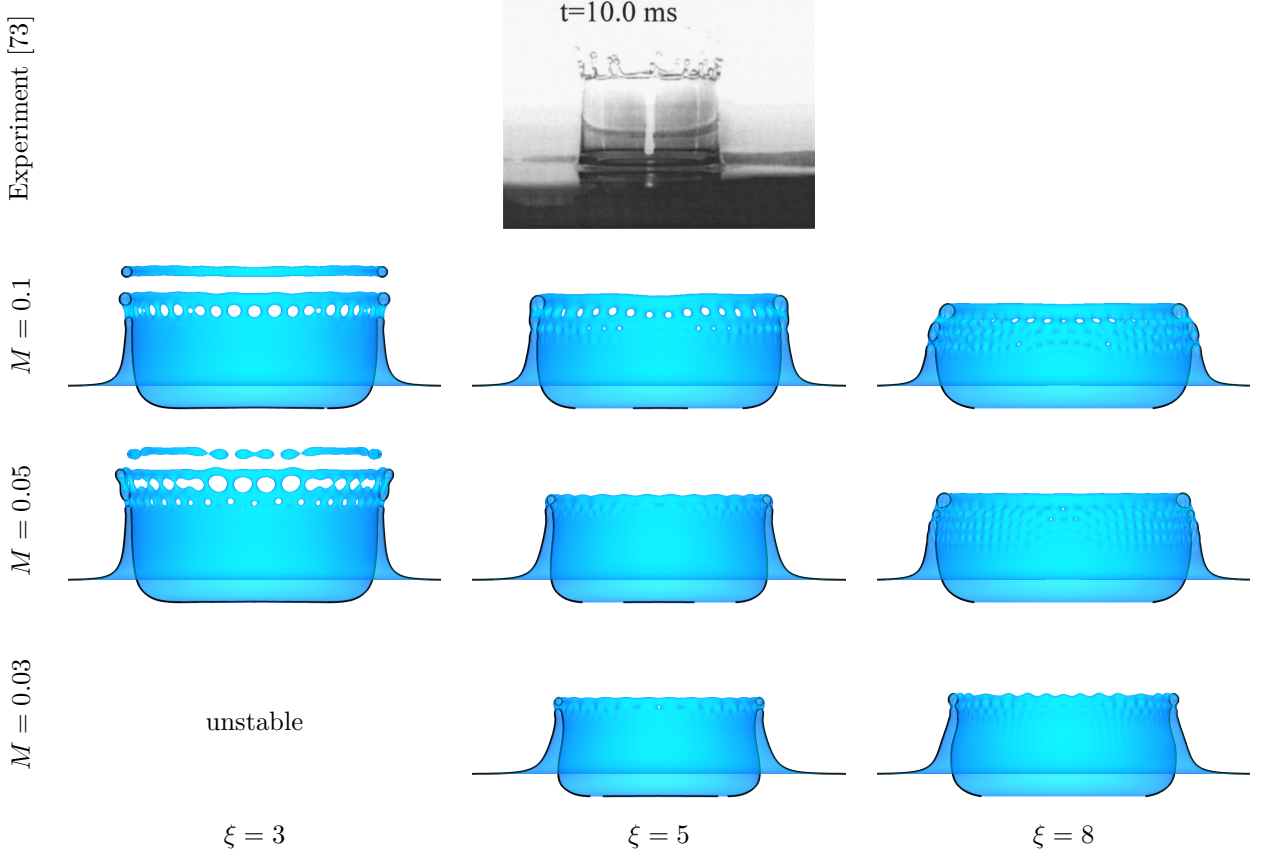 Experiment [73]
t=10.0 ms
M = 0.1
M = 0.05
M = 0.03
unstable
ξ = 3
ξ = 5
ξ = 8